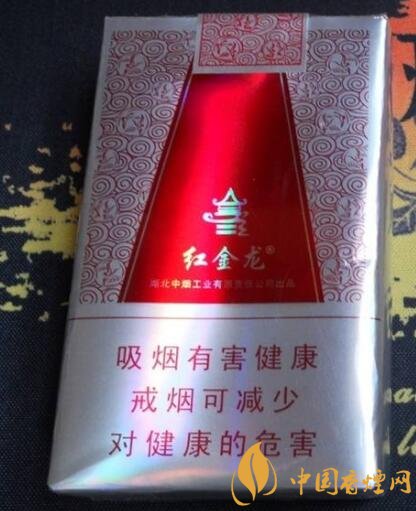 红金龙®
湖北中烟工业有限责任公司出品
吸烟有害健康
戒烟可减少
对健康的危害
中国香烟网